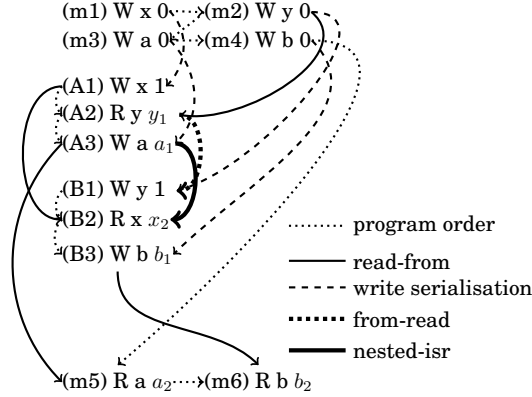 (m1) W x 0 (m2) W y 0
(m3) W a 0 (m4) W b 0
(A1) W x 1
(A2) R y y₁
(A3) W a a₁
(B1) W y 1
(B2) R x x₂
(B3) W b b₁
program order
read-from
write serialisation
from-read
nested-isr
(m5) R a a₂ (m6) R b b₂